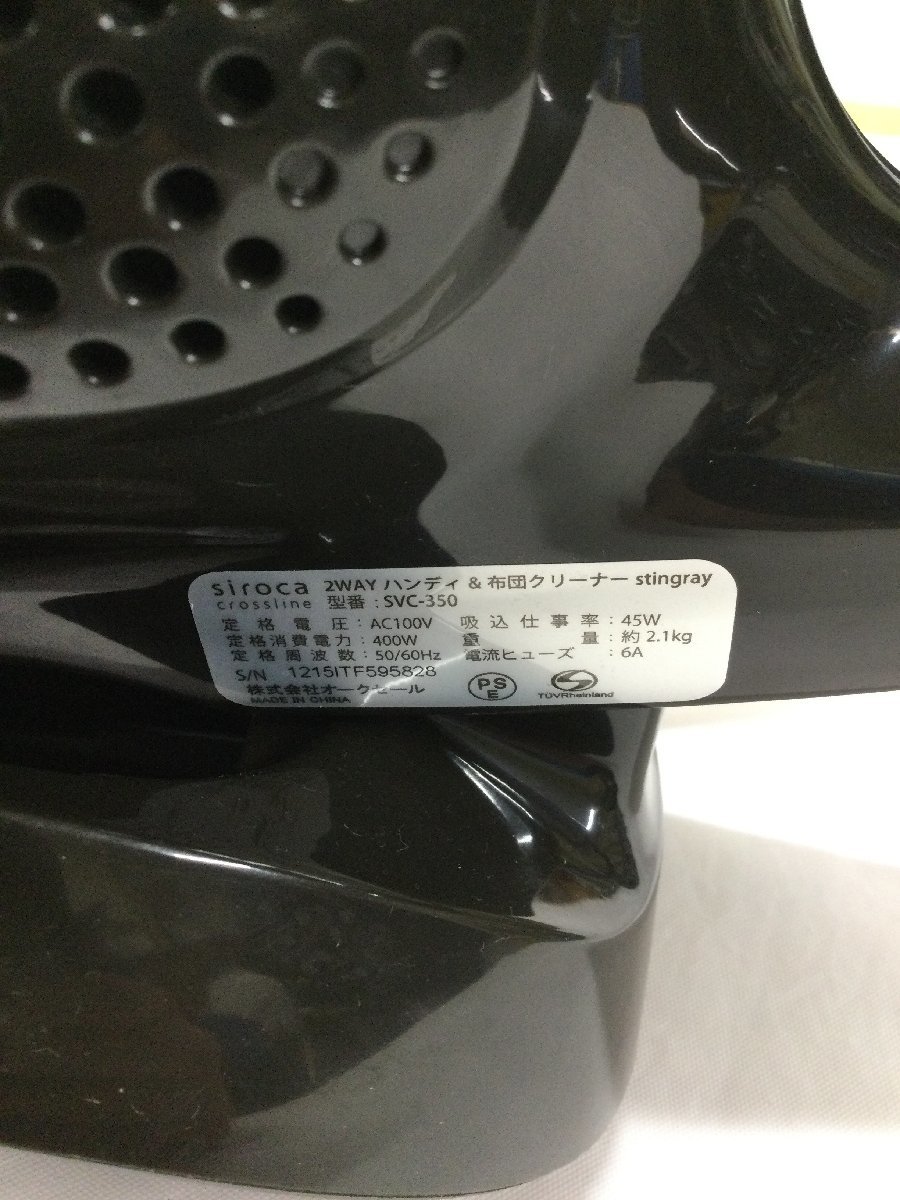 siroca 2WAY ハンディ & 布団クリーナー stingray
crossline 型番 : SVC-350
定格電圧 : AC100V 吸込仕事率 : 45W
定格消費電力 : 400W 質量 : 約 2.1kg
定格周波数 : 50/60Hz 電流ヒューズ : 6A
S/N 1215ITF595828
株式会社オークセール
MADE IN CHINA
PSE
TÜVRheinland